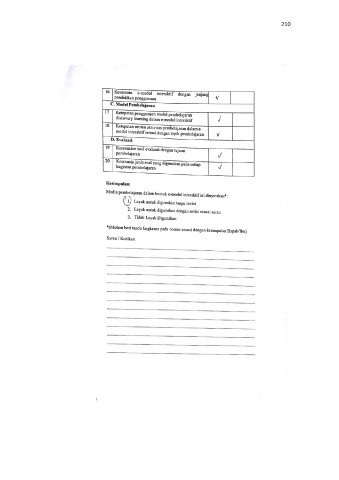 210
16 Kesesuaian e-modul interaktif dengan jenjang
pendidikan pengguna √
C. Model Pembelajaran
17 Ketepatan penggunaan model pembelajaran
discovery learning dalam e-modul interaktif √
18 Ketepatan urutan aktivitas pembelajaran dalam e-
modul interaktif sesuai dengan topik pembelajaran √
D. Evaluasi
19 Kesesuaian soal evaluasi dengan tujuan
pembelajaran √
20 Kesesuaian jenis soal yang digunakan pada setiap
kegiatan pembelajaran √
Kesimpulan:
Media pembelajaran dalam bentuk e-modul interaktif ini dinyatakan*:
1. Layak untuk digunakan tanpa revisi
2. Layak untuk digunakan dengan revisi sesuai saran
3. Tidak Layak Digunakan
*(Silahkan beri tanda lingkaran pada nomor sesuai dengan kesimpulan Bapak/Ibu)
Saran / Kritikan: